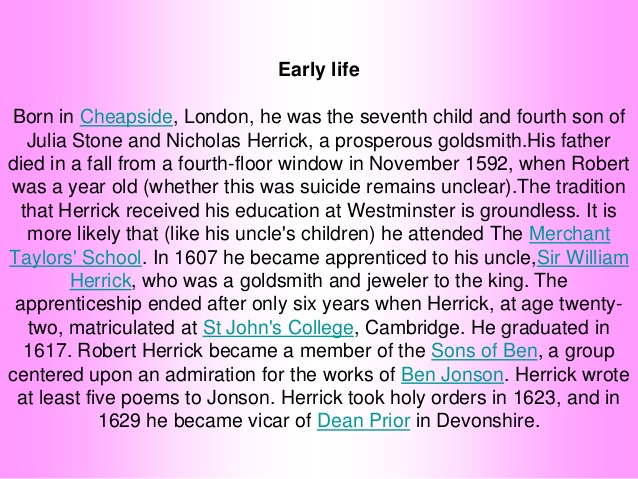 Early life
Born in Cheapside, London, he was the seventh child and fourth son of
Julia Stone and Nicholas Herrick, a prosperous goldsmith.His father
died in a fall from a fourth-floor window in November 1592, when Robert
was a year old (whether this was suicide remains unclear).The tradition
that Herrick received his education at Westminster is groundless. It is
more likely that (like his uncle's children) he attended The Merchant
Taylors' School. In 1607 he became apprenticed to his uncle,Sir William
Herrick, who was a goldsmith and jeweler to the king. The
apprenticeship ended after only six years when Herrick, at age twenty-
two, matriculated at St John's College, Cambridge. He graduated in
1617. Robert Herrick became a member of the Sons of Ben, a group
centered upon an admiration for the works of Ben Jonson. Herrick wrote
at least five poems to Jonson. Herrick took holy orders in 1623, and in
1629 he became vicar of Dean Prior in Devonshire.